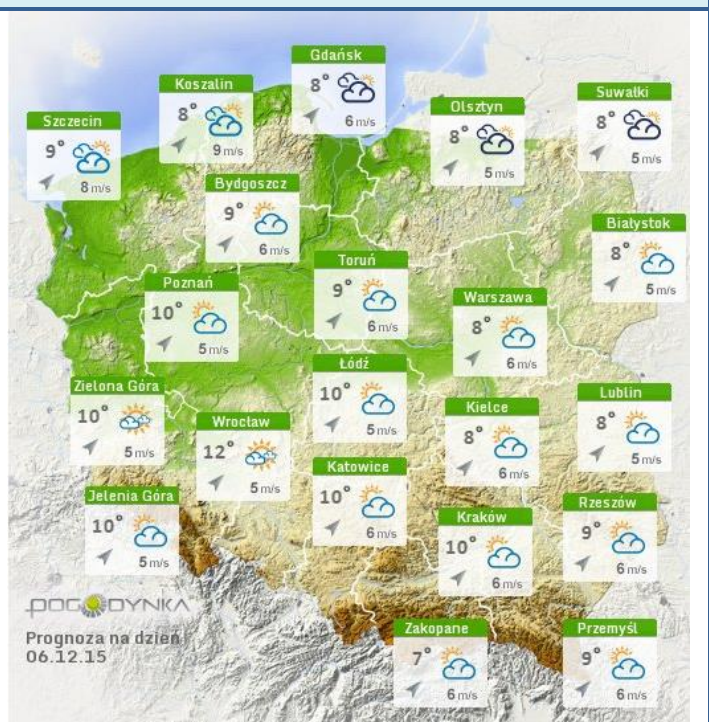 Gdańsk
8°
6 m/s
Koszalin
8°
9 m/s
Suwałki
8°
5 m/s
Olsztyn
8°
5 m/s
Szczecin
9°
8 m/s
Bydgoszcz
9°
6 m/s
Białystok
8°
5 m/s
Toruń
9°
6 m/s
Poznań
10°
5 m/s
Warszawa
8°
6 m/s
Łódź
10°
5 m/s
Zielona Góra
10°
5 m/s
Lublin
8°
5 m/s
Kielce
8°
6 m/s
Wrocław
12°
5 m/s
Katowice
10°
6 m/s
Jelenia Góra
10°
5 m/s
Rzeszów
9°
6 m/s
Kraków
10°
6 m/s
POGODYNKA
Prognoza na dzień
06.12.15
Zakopane
7°
6 m/s
Przemyśl
9°
6 m/s